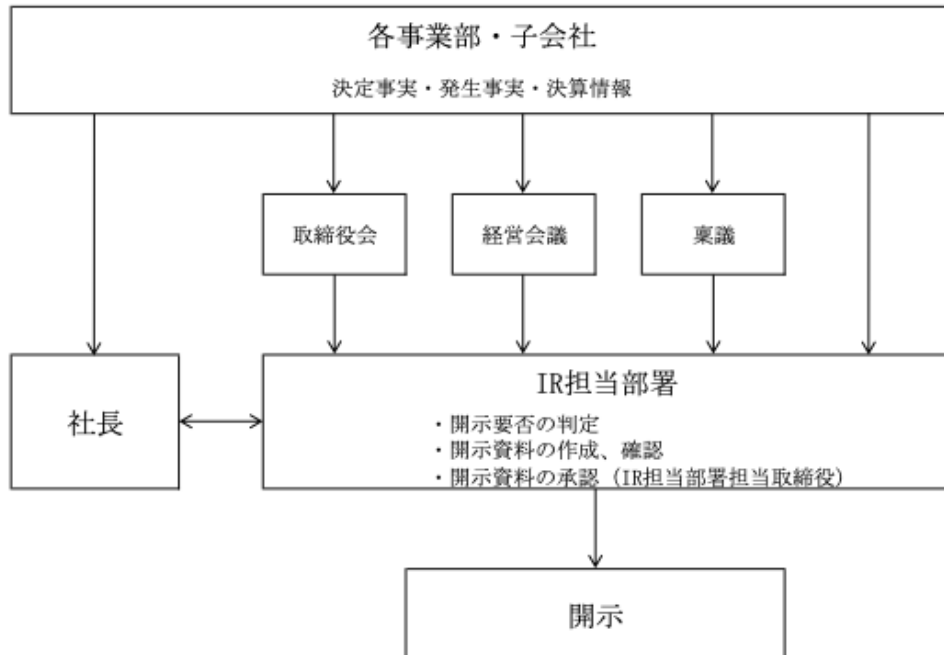 各事業部・子会社
決定事実・発生事実・決算情報
取締役会
経営会議
稟議
社長
IR担当部署
・開示要否の判定
・開示資料の作成、確認
・開示資料の承認（IR担当部署担当取締役）
開示